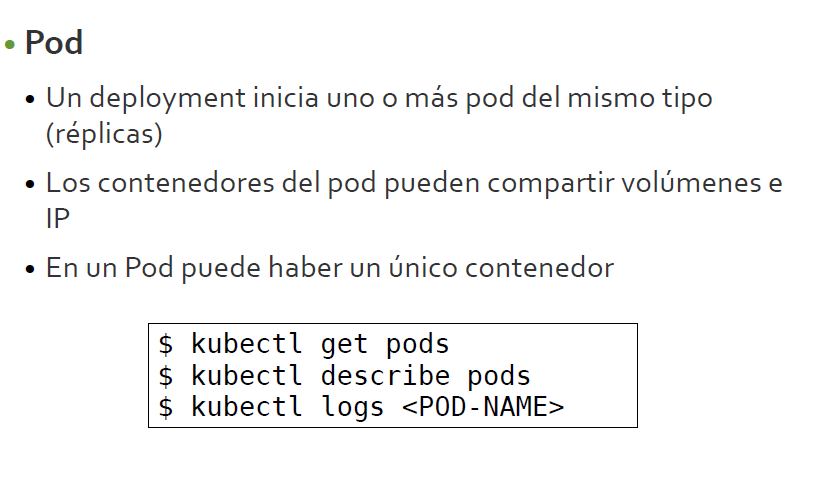 • Pod
• Un deployment inicia uno o más pod del mismo tipo
(réplicas)
• Los contenedores del pod pueden compartir volúmenes e
IP
• En un Pod puede haber un único contenedor
$ kubectl get pods
$ kubectl describe pods
$ kubectl logs <POD-NAME>